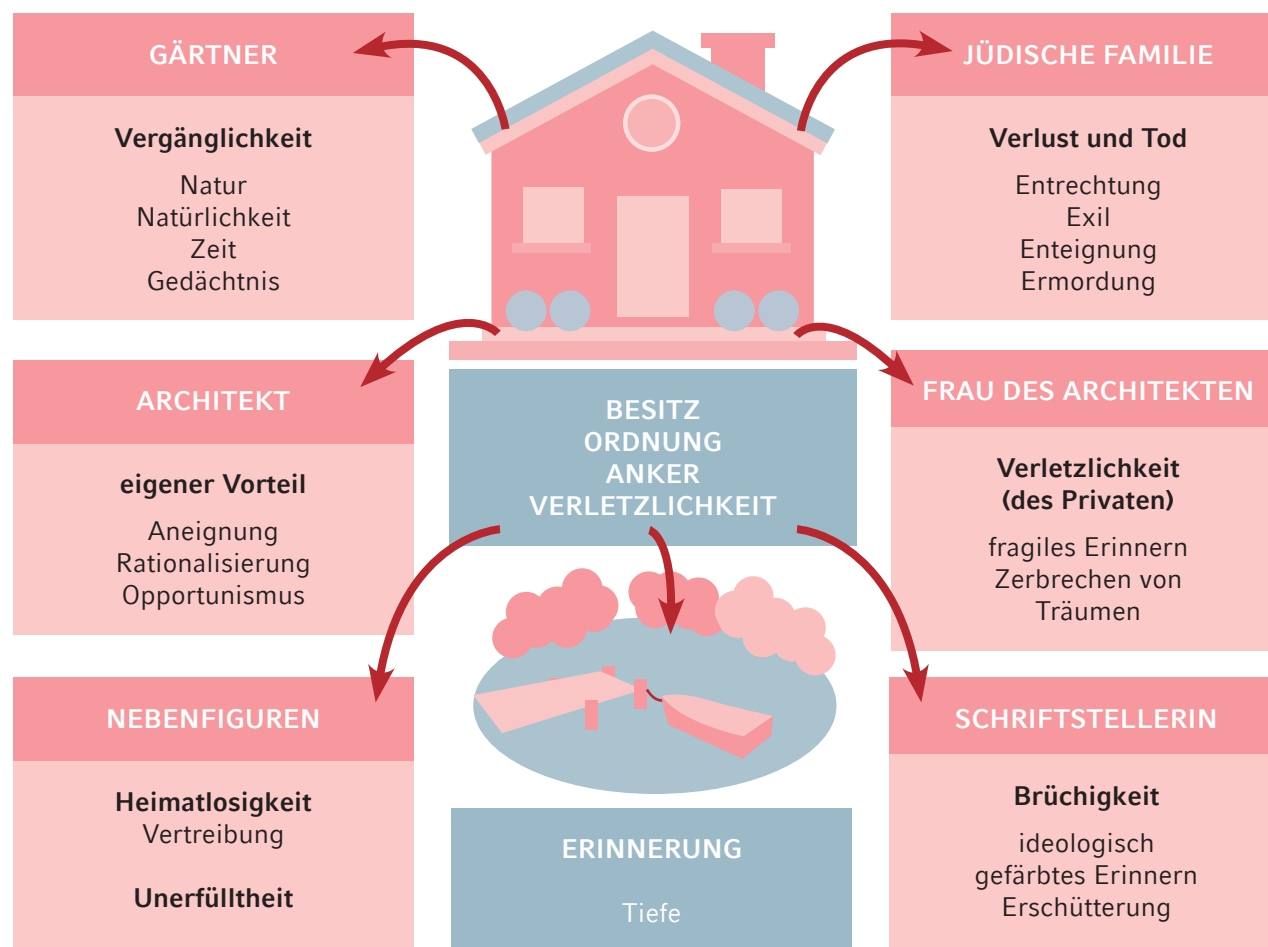 GÄRTNER
Vergänglichkeit
Natur
Natürlichkeit
Zeit
Gedächtnis
JÜDISCHE FAMILIE
Verlust und Tod
Entrechtung
Exil
Enteignung
Ermordung
ARCHITEKT
eigener Vorteil
Aneignung
Rationalisierung
Opportunismus
BESITZ
ORDNUNG
ANKER
VERLETZLICHKEIT
FRAU DES ARCHITEKTEN
Verletzlichkeit
(des Privaten)
fragiles Erinnern
Zerbrechen von
Träumen
NEBENFIGUREN
Heimatlosigkeit
Vertreibung
Unerfülltheit
ERINNERUNG
Tiefe
SCHRIFTSTELLERIN
Brüchigkeit
ideologisch
gefärbtes Erinnern
Erschütterung